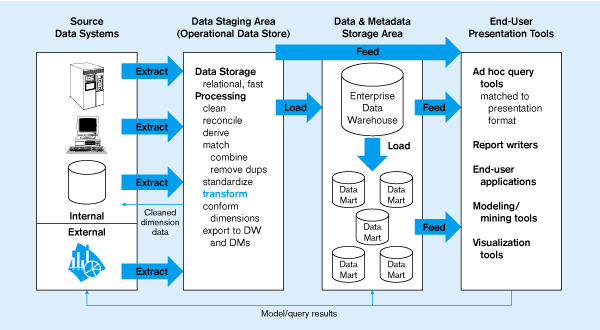 Source
Data Systems
Data Staging Area
(Operational Data Store)
Data & Metadata
Storage Area
End-User
Presentation Tools
Extract
Extract
Extract
Internal
External
Extract
Cleaned
dimension
data
Data Storage
relational, fast
Processing
clean
reconcile
derive
match
combine
remove dups
standardize
transform
conform
dimensions
export to DW
and DMs
Feed
Load
Enterprise
Data
Warehouse
Load
Data
Mart
Data
Mart
Data
Mart
Data
Mart
Data
Mart
Feed
Feed
Ad hoc query
tools
matched to
presentation
format
Report writers
End-user
applications
Modeling/
mining tools
Visualization
tools
Model/query results